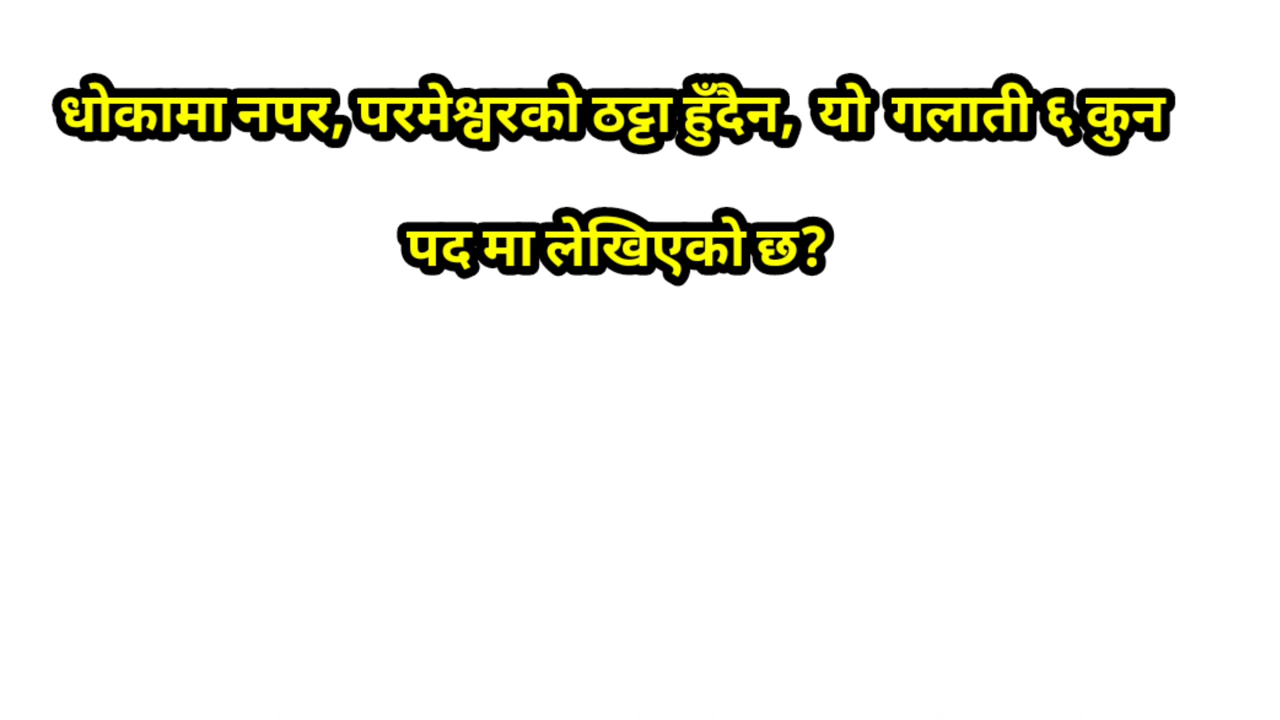 धोकामा नपर, परमेश्वरको ठट्टा हुँदैन, यो गलाती ६ कुन
पद मा लेखिएको छ?